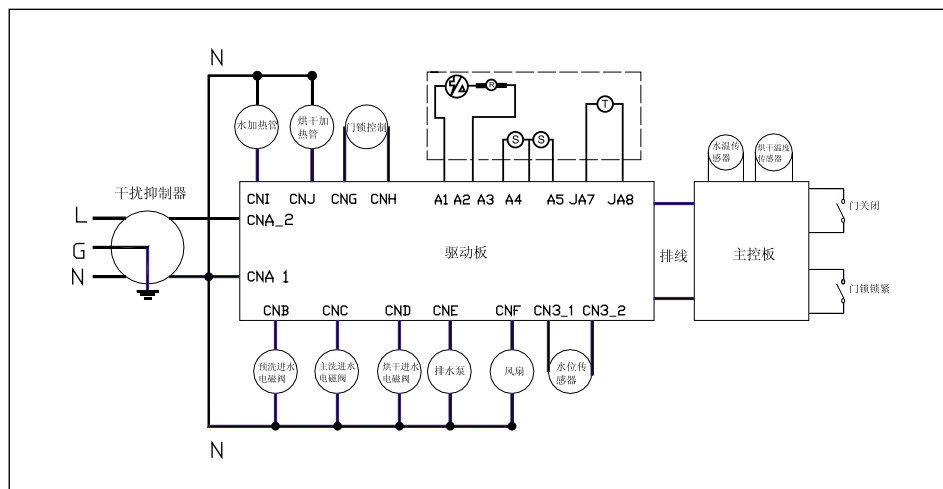 N
水加热管
烘干加
热管
门锁控制
R
T
S
S
水温传
感器
烘干温度
传感器
干扰抑制器
CNI
CNJ
CNG
CNH
A1
A2
A3
A4
A5
JA7
JA8
L
CNA_2
门关闭
G
驱动板
排线
主控板
N
CNA 1
门锁锁紧
CNB
CNC
CND
CNE
CNF
CN3_1
CN3_2
预洗进水
电磁阀
主洗进水
电磁阀
烘干进水
电磁阀
排水泵
风扇
水位传
感器
N